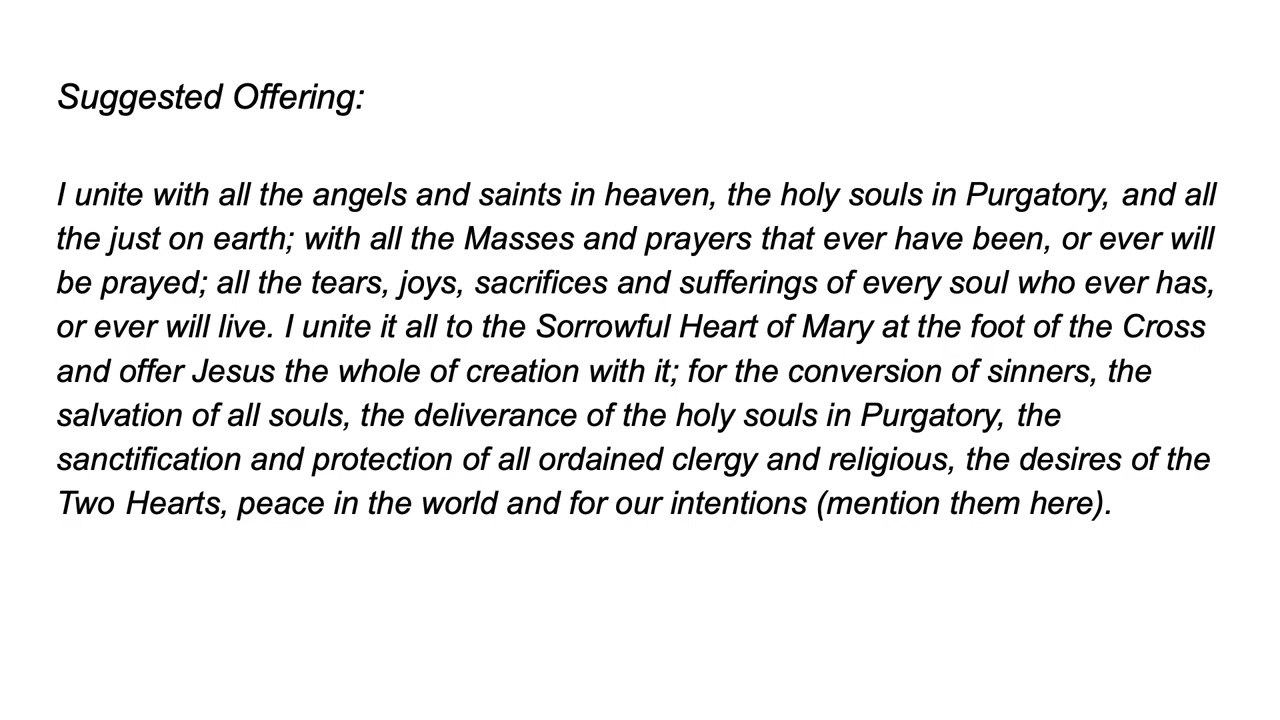 Suggested Offering:
I unite with all the angels and saints in heaven, the holy souls in Purgatory, and all
the just on earth; with all the Masses and prayers that ever have been, or ever will
be prayed; all the tears, joys, sacrifices and sufferings of every soul who ever has,
or ever will live. I unite it all to the Sorrowful Heart of Mary at the foot of the Cross
and offer Jesus the whole of creation with it; for the conversion of sinners, the
salvation of all souls, the deliverance of the holy souls in Purgatory, the
sanctification and protection of all ordained clergy and religious, the desires of the
Two Hearts, peace in the world and for our intentions (mention them here).